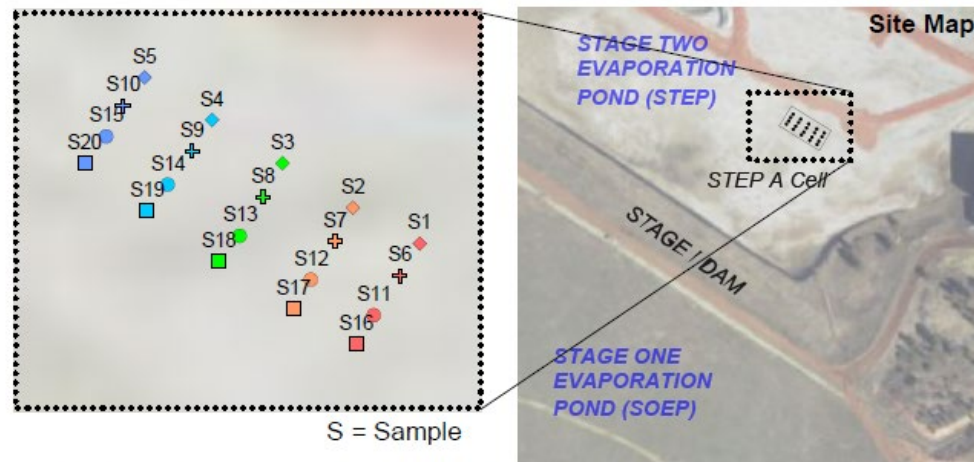 S5
S10
S15
S20
S4
S9
S14
S19
S3
S8
S13
S18
S2
S7
S12
S17
S1
S6
S11
S16
S = Sample
Site Map
STAGE TWO
EVAPORATION
POND (STEP)
STEP A Cell
STAGE I DAM
STAGE ONE
EVAPORATION
POND (SOEP)